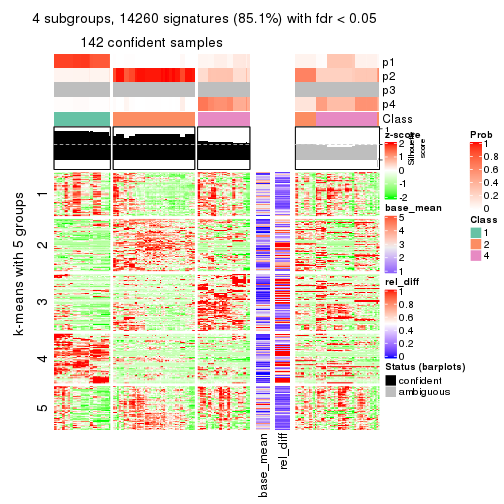 4 subgroups, 14260 signatures (85.1%) with fdr < 0.05
142 confident samples
p1
p2
p3
p4
Class
1
Silhouette
score
k-means with 5 groups
1
2
3
4
5
base_mean
rel_diff
z-score
2
1
0
-1
-2
base_mean
5
4
3
2
1
rel_diff
1
0.8
0.6
0.4
0.2
0
Status (barplots)
confident
ambiguous
Prob
1
0.8
0.6
0.4
0.2
0
Class
1
2
4